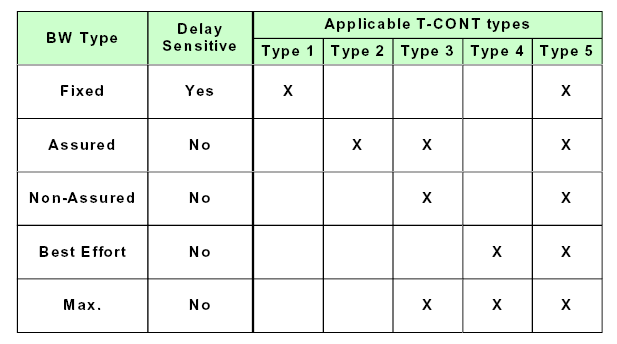 BW Type Delay Sensitive Applicable T-CONT types
Type 1 Type 2 Type 3 Type 4 Type 5
Fixed Yes X X
Assured No X X X
Non-Assured No X X
Best Effort No X X
Max. No X X X